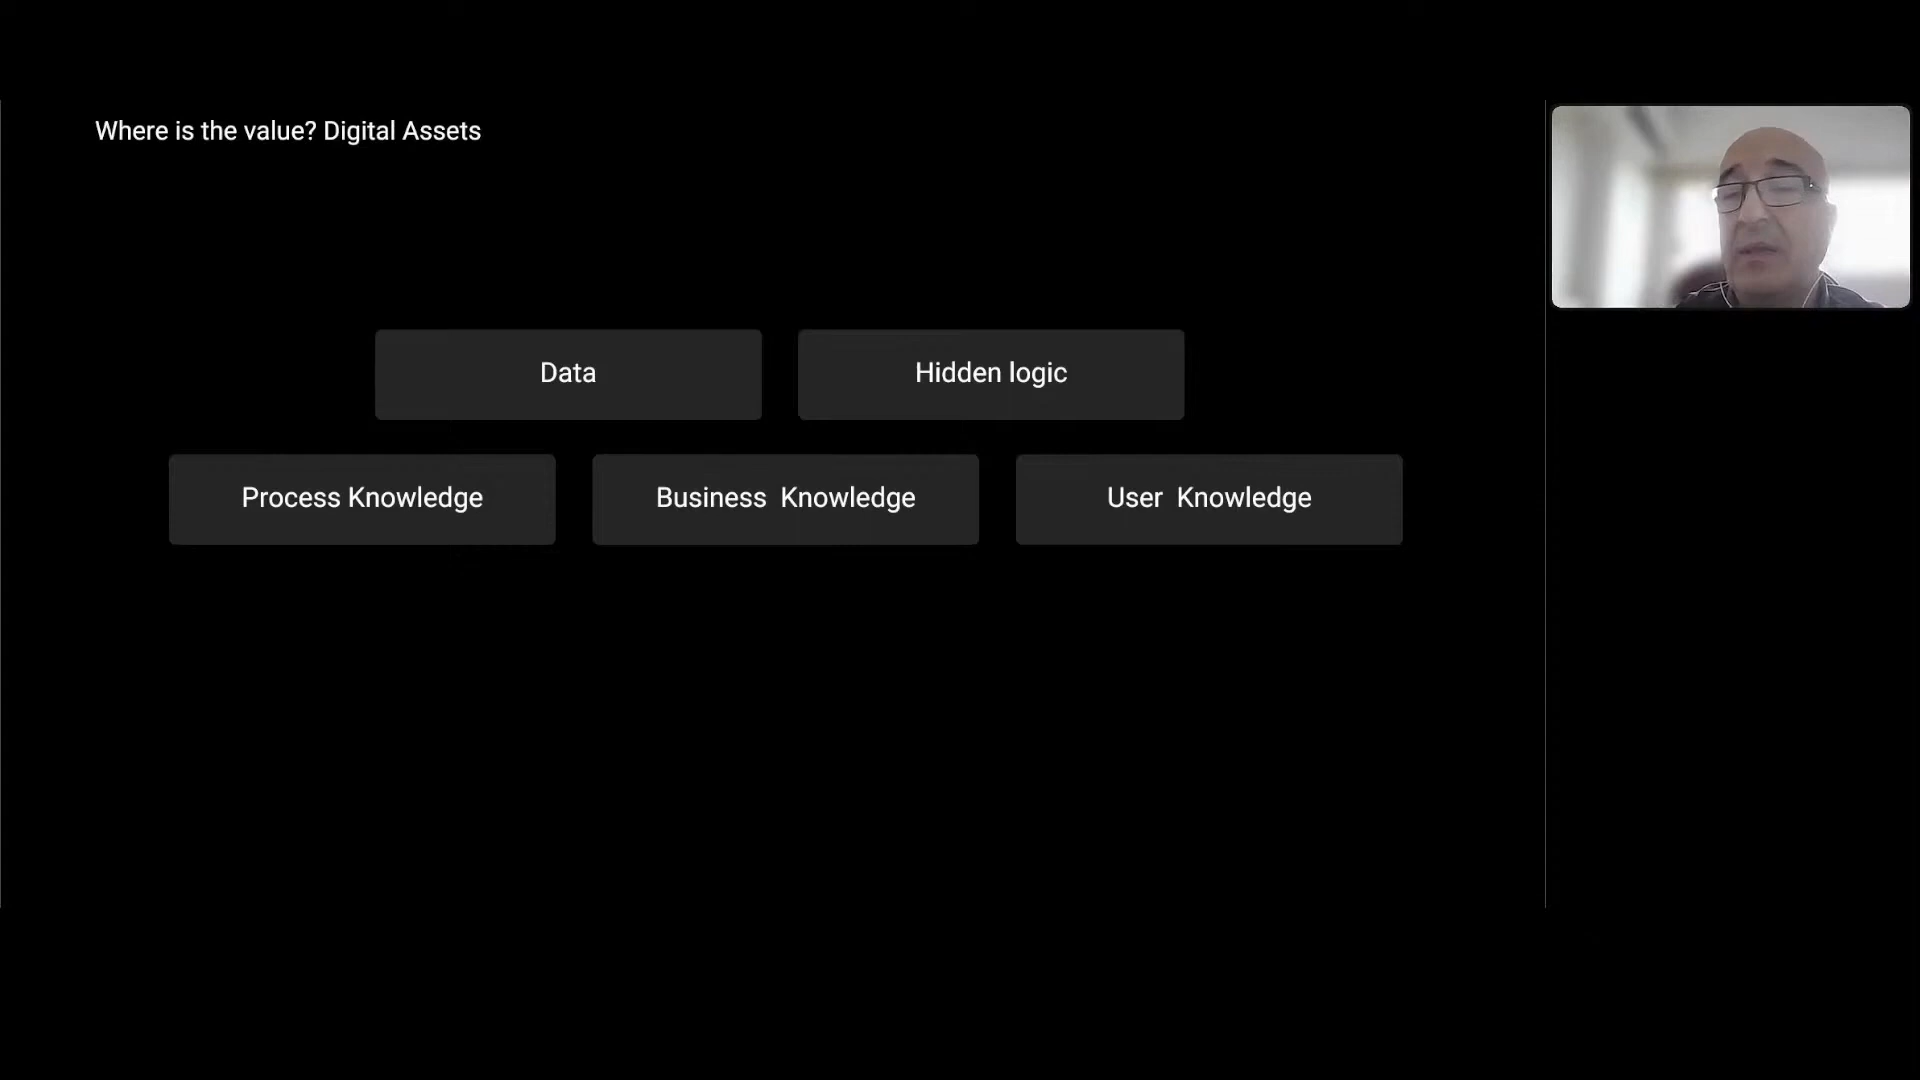 Where is the value? Digital Assets
Data
Hidden logic
Process Knowledge
Business  Knowledge
User  Knowledge